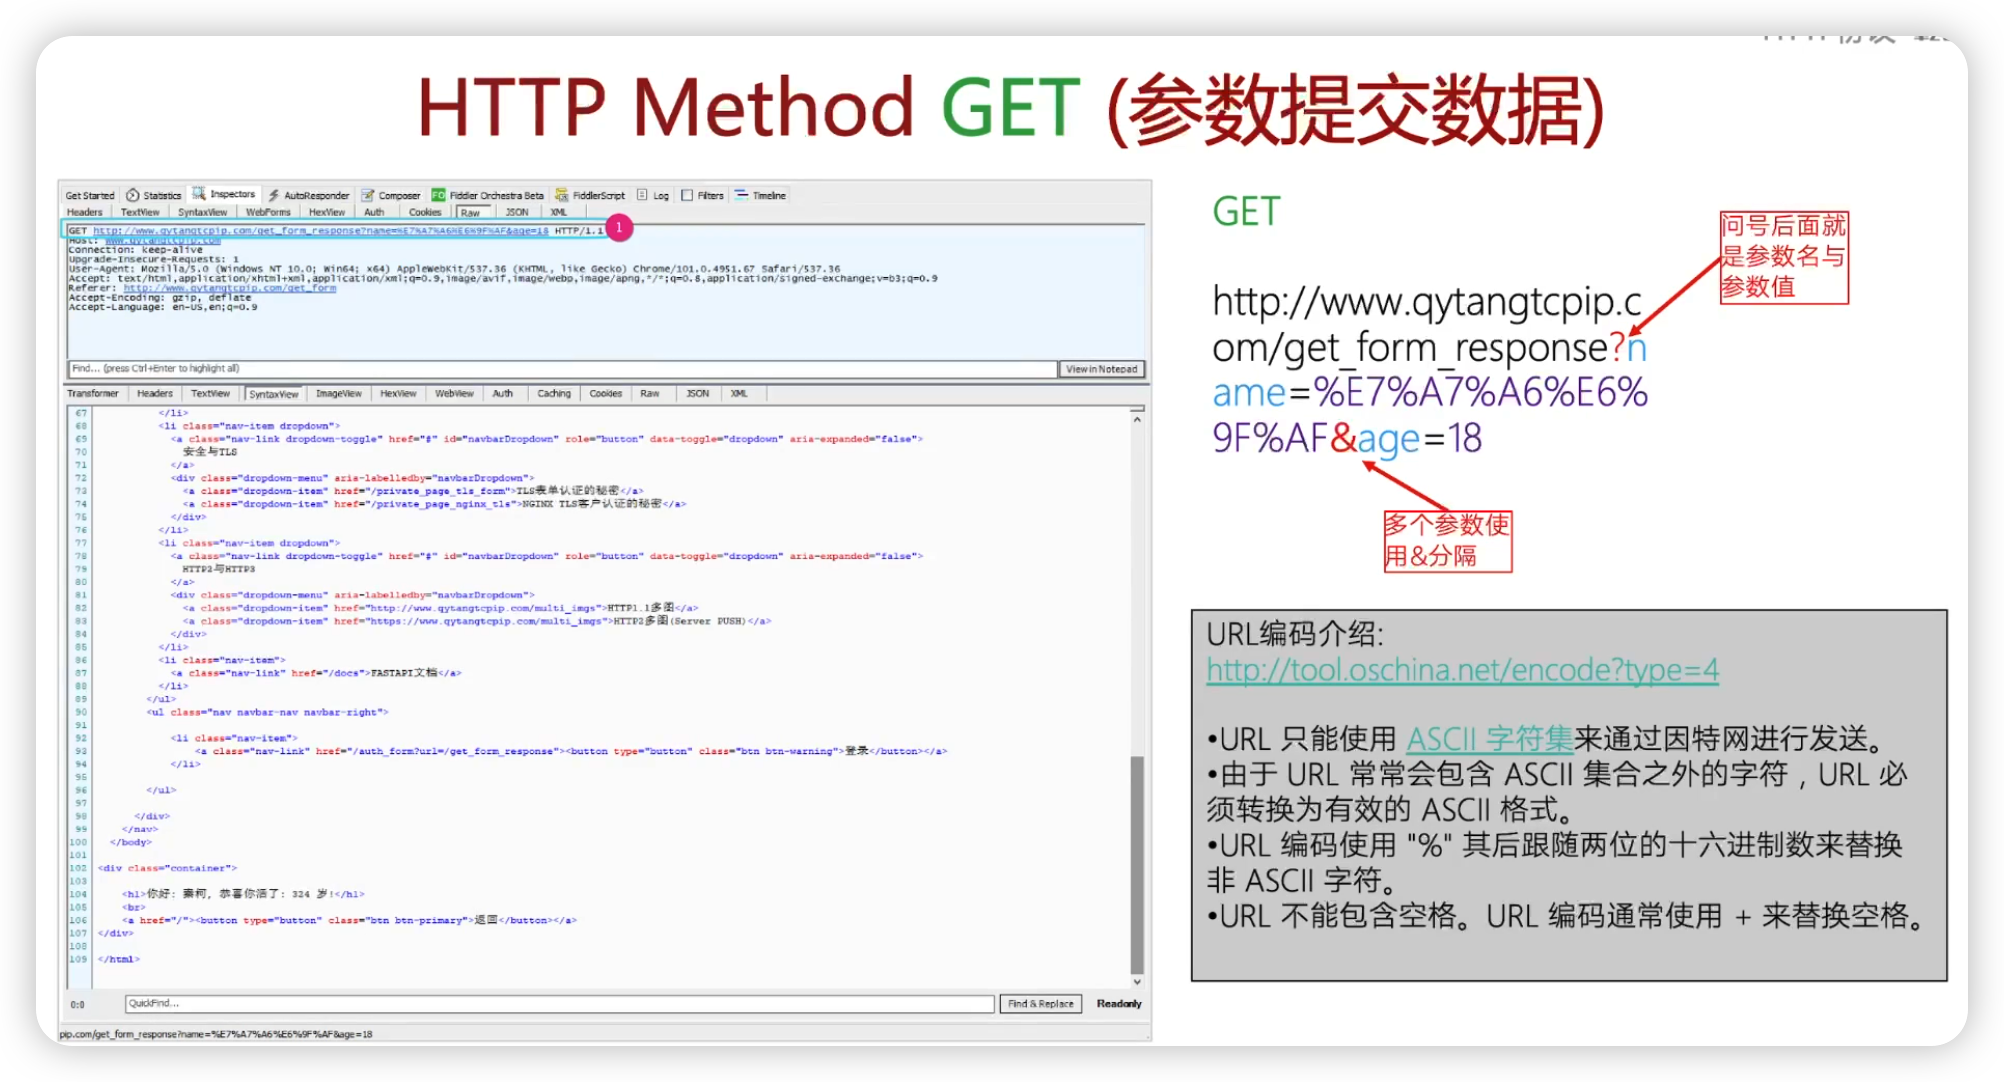 HTTP Method GET (参数提交数据)
Get Started Statistics Inspectors AutoResponder Composer FO Fiddler Orchestra Beta FiddlerScript Log Filters Timeline
Headers TextView SyntaxView WebForms HexView Auth Cookies Raw JSON XML
GET http://www.qytangtcpip.com/get_form_response?name=%E7%A7%A6%E6%9F%AF&age=18 HTTP/1.1
1
Host: www.qytangtcpip.com
Connection: keep-alive
Upgrade-Insecure-Requests: 1
User-Agent: Mozilla/5.0 (Windows NT 10.0; Win64; x64) AppleWebKit/537.36 (KHTML, like Gecko) Chrome/101.0.4951.67 Safari/537.36
Accept: text/html,application/xhtml+xml,application/xml;q=0.9,image/avif,image/webp,image/apng,*/*;q=0.8,application/signed-exchange;v=b3;q=0.9
Referer: http://www.qytangtcpip.com/get_form
Accept-Encoding: gzip, deflate
Accept-Language: en-US,en;q=0.9
Find... (press Ctrl+Enter to highlight all) View in Notepad
Transformer Headers TextView SyntaxView ImageView HexView WebView Auth Caching Cookies Raw JSON XML
67 </li>
68 <li class="nav-item dropdown">
69 <a class="nav-link dropdown-toggle" href="#" id="navbarDropdown" role="button" data-toggle="dropdown" aria-expanded="false">
70 安全与TLS
71 </a>
72 <div class="dropdown-menu" aria-labelledby="navbarDropdown">
73 <a class="dropdown-item" href="/private_page_tls_form">TLS表单认证的秘密</a>
74 <a class="dropdown-item" href="/private_page_nginx_tls">NGINX TLS客户认证的秘密</a>
75 </div>
76 </li>
77 <li class="nav-item dropdown">
78 <a class="nav-link dropdown-toggle" href="#" id="navbarDropdown" role="button" data-toggle="dropdown" aria-expanded="false">
79 HTTP2与HTTP3
80 </a>
81 <div class="dropdown-menu" aria-labelledby="navbarDropdown">
82 <a class="dropdown-item" href="http://www.qytangtcpip.com/multi_imgs">HTTP1.1多图</a>
83 <a class="dropdown-item" href="https://www.qytangtcpip.com/multi_imgs">HTTP2多图(Server PUSH)</a>
84 </div>
85 </li>
86 <li class="nav-item">
87 <a class="nav-link" href="/docs">FASTAPI文档</a>
88 </li>
89 </ul>
90 <ul class="nav navbar-nav navbar-right">
91
92 <li class="nav-item">
93 <a class="nav-link" href="/auth_form?url=/get_form_response"><button type="button" class="btn btn-warning">登录</button></a>
94 </li>
95
96 </ul>
97
98 </div>
99 </nav>
100 </body>
101
102 <div class="container">
103
104 <h1>你好: 秦柯, 恭喜你活了: 324 岁!</h1>
105 <br>
106 <a href="/"><button type="button" class="btn btn-primary">返回</button></a>
107 </div>
108
109 </html>
0:0 QuickFind... Find & Replace Readonly
pip.com/get_form_response?name=%E7%A7%A6%E6%9F%AF&age=18
GET
问号后面就
是参数名与
参数值
http://www.qytangtcpip.c
om/get_form_response?n
ame=%E7%A7%A6%E6%
9F%AF&age=18
多个参数使
用&分隔
URL编码介绍:
http://tool.oschina.net/encode?type=4
•URL 只能使用 ASCII 字符集来通过因特网进行发送。
•由于 URL 常常会包含 ASCII 集合之外的字符，URL 必
须转换为有效的 ASCII 格式。
•URL 编码使用 "%" 其后跟随两位的十六进制数来替换
非 ASCII 字符。
•URL 不能包含空格。URL 编码通常使用 + 来替换空格。